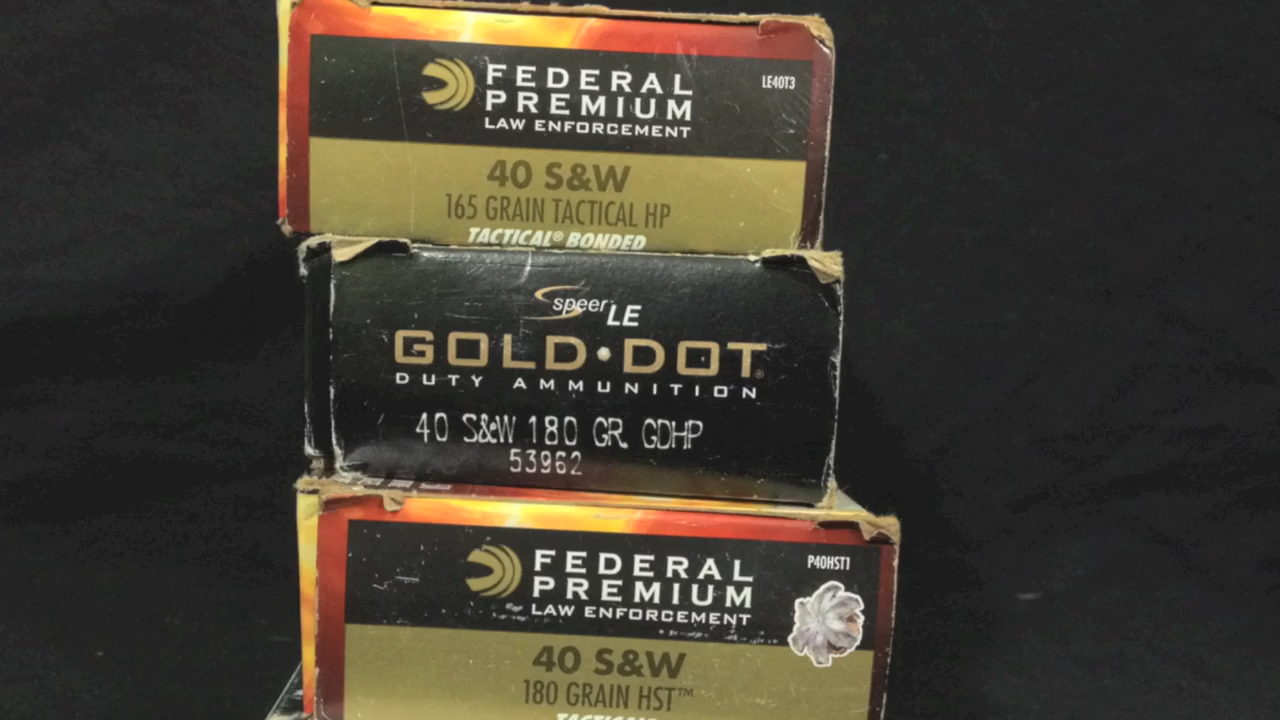 FEDERAL
PREMIUM
LAW ENFORCEMENT
LE40T3
40 S&W
165 GRAIN TACTICAL HP
TACTICAL® BONDED
speer LE
GOLD·DOT®
DUTY AMMUNITION
40 S&W 180 GR. GDHP
53962
FEDERAL
PREMIUM
LAW ENFORCEMENT
P40HST1
40 S&W
180 GRAIN HST™
TACTICAL®